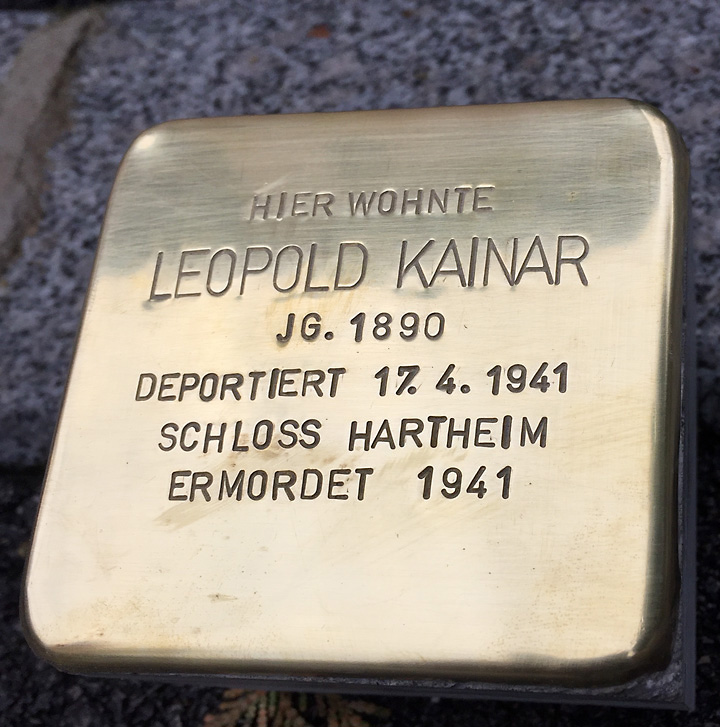 HIER WOHNTE
LEOPOLD KAINAR
JG. 1890
DEPORTIERT 17. 4. 1941
SCHLOSS HARTHEIM
ERMORDET 1941